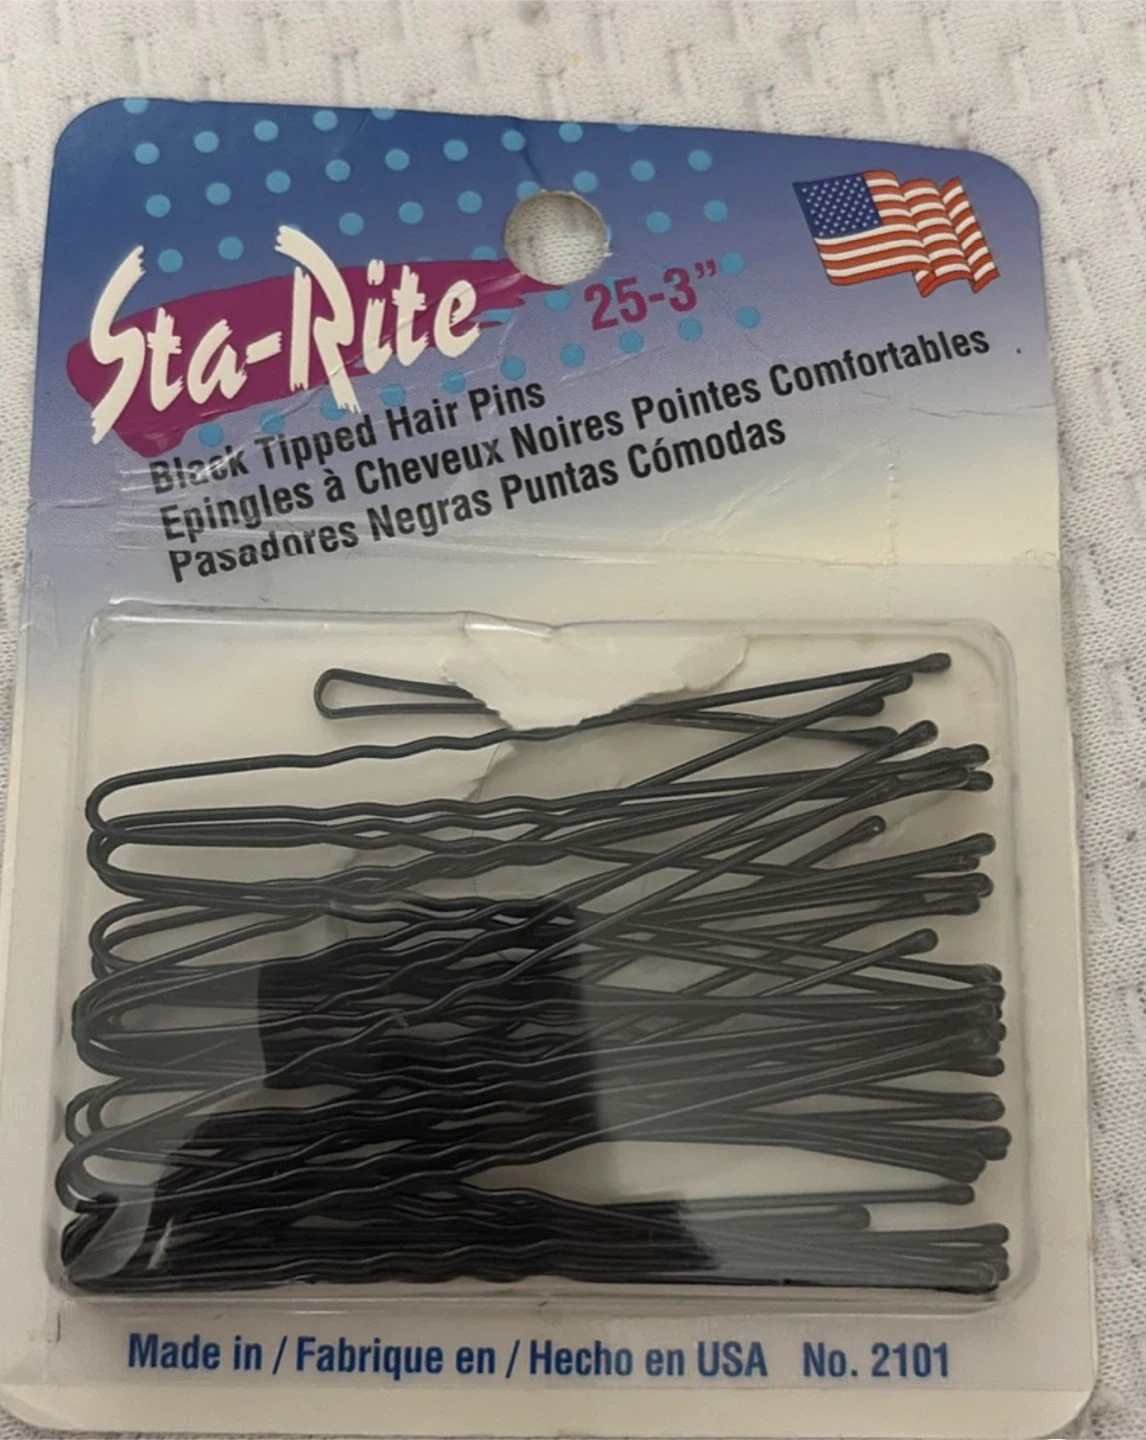 Sta-Rite
25-3”
Black Tipped Hair Pins
Epingles à Cheveux Noires Pointes Comfortables
Pasadores Negras Puntas Cómodas
Made in / Fabrique en / Hecho en USA No. 2101